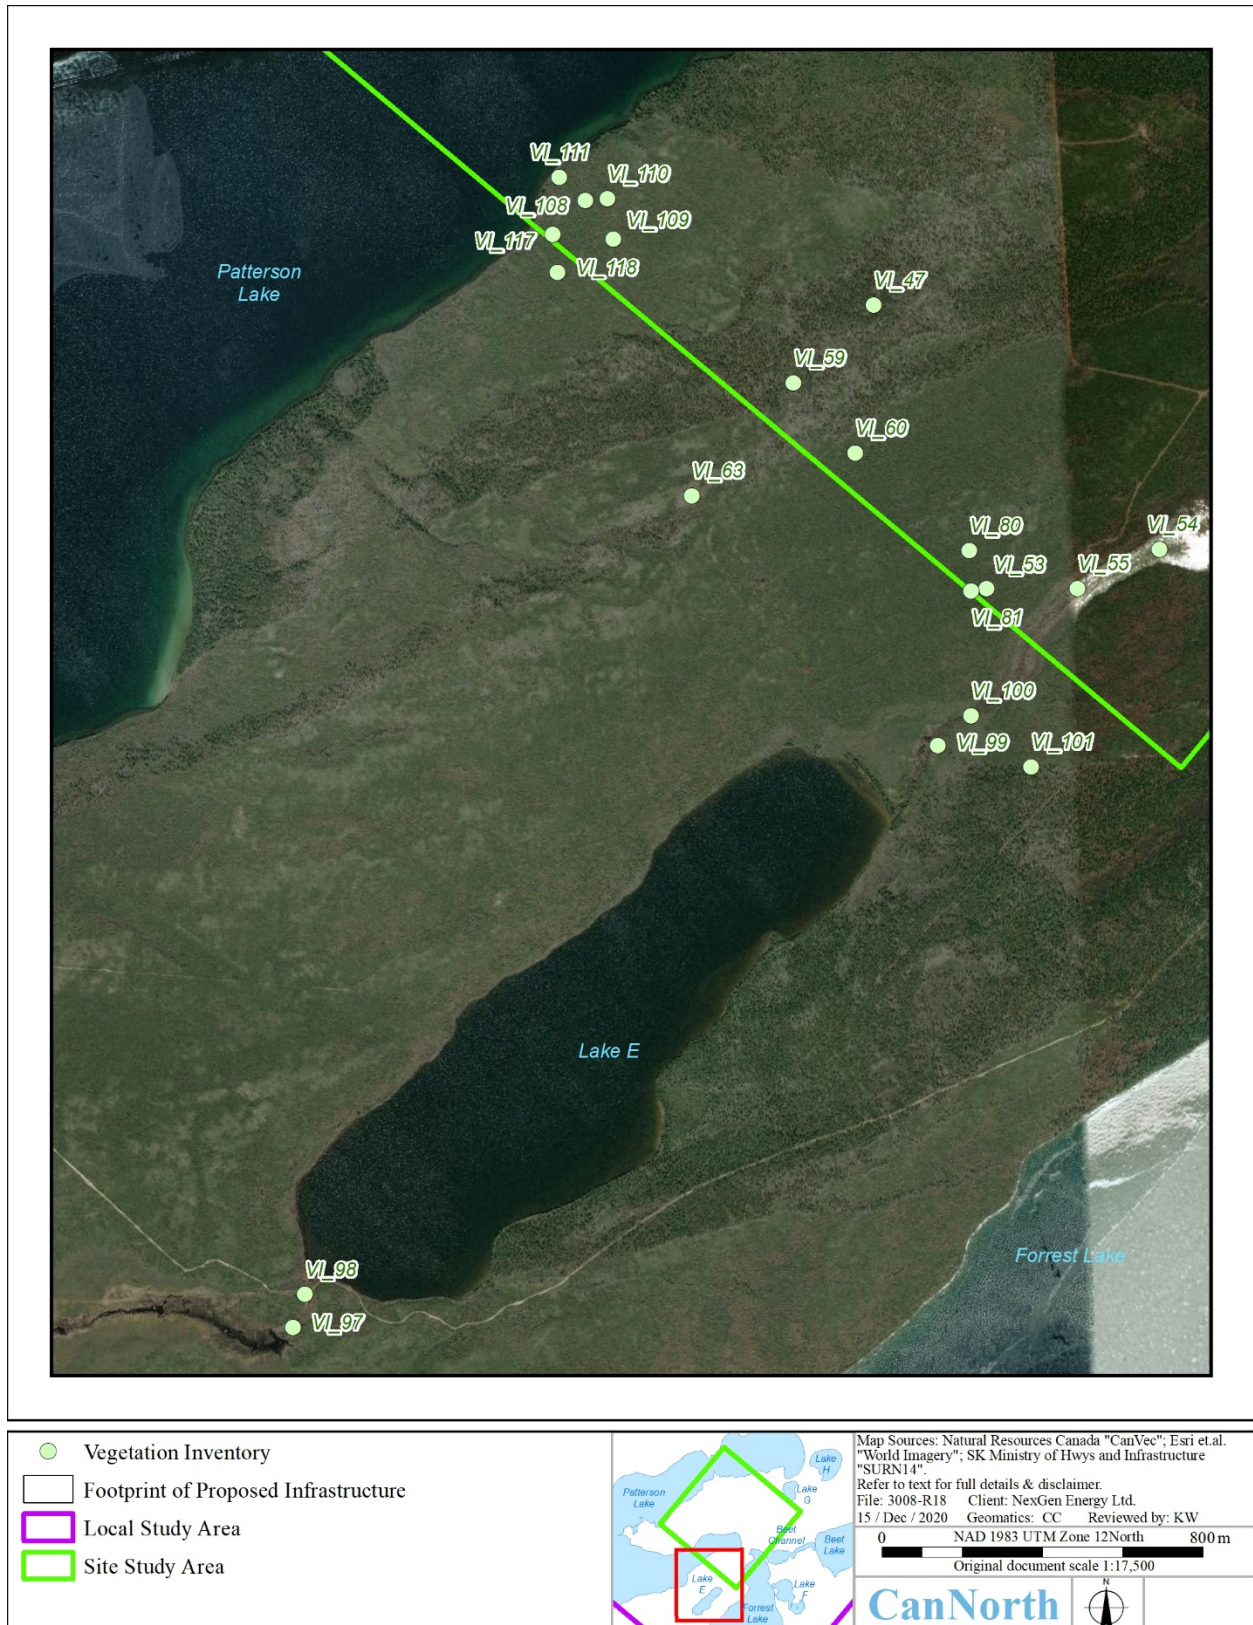 VI_111
VI_110
VI_108
VI_109
VI_117
VI_118
Patterson
Lake
VI_47
VI_59
VI_60
VI_63
VI_80
VI_54
VI_53
VI_55
VI_81
VI_100
VI_99
VI_101
Lake E
Forrest Lake
VI_98
VI_97
Vegetation Inventory
Footprint of Proposed Infrastructure
Local Study Area
Site Study Area
Lake
H
Patterson
Lake
Lake
G
Beet
Channel
Beet
Lake
Lake
E
Lake
F
Forrest
Lake
Map Sources: Natural Resources Canada "CanVec"; Esri et.al.
"World Imagery"; SK Ministry of Hwys and Infrastructure
"SURN14".
Refer to text for full details & disclaimer.
File: 3008-R18 Client: NexGen Energy Ltd.
15 / Dec / 2020 Geomatics: CC Reviewed by: KW
0 NAD 1983 UTM Zone 12North 800 m
Original document scale 1:17,500
CanNorth
N